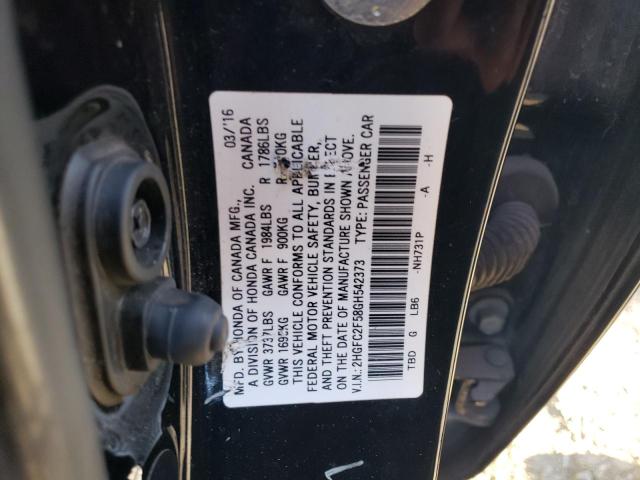 MFD. BY HONDA OF CANADA MFG., 03/'16
A DIVISION OF HONDA CANADA INC. CANADA
GVWR 3737LBS GAWR F 1984LBS R 1786LBS
GVWR 1695KG GAWR F 900KG R
THIS VEHICLE CONFORMS TO ALL APPLICABLE
FEDERAL MOTOR VEHICLE SAFETY, BUMPER,
AND THEFT PREVENTION STANDARDS IN EFFECT
ON THE DATE OF MANUFACTURE SHOWN ABOVE.
V.I.N.: 2HGFC2F58GH542373 TYPE: PASSENGER CAR
TBD G LB6 -NH731P -A -H